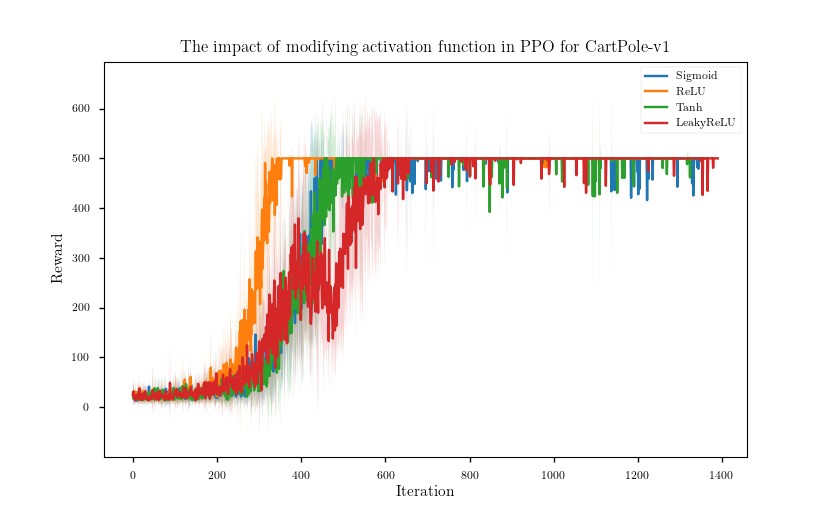 The impact of modifying activation function in PPO for CartPole-v1
Sigmoid
ReLU
Tanh
LeakyReLU
600
500
400
300
200
100
0
Reward
0 200 400 600 800 1000 1200 1400
Iteration